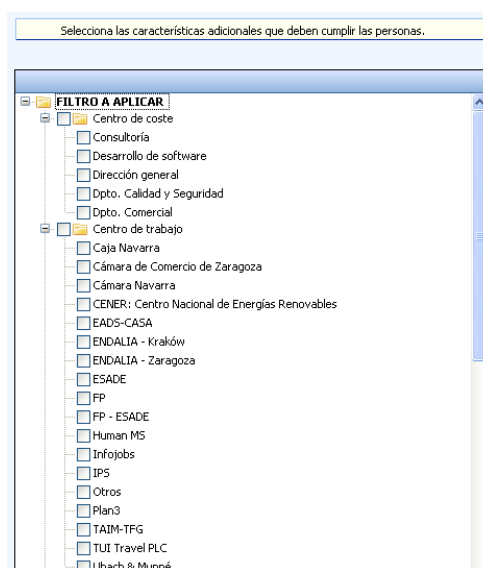 Selecciona las características adicionales que deben cumplir las personas.
FILTRO A APLICAR
Centro de coste
Consultoría
Desarrollo de software
Dirección general
Dpto. Calidad y Seguridad
Dpto. Comercial
Centro de trabajo
Caja Navarra
Cámara de Comercio de Zaragoza
Cámara Navarra
CENER: Centro Nacional de Energías Renovables
EADS-CASA
ENDALIA - Kraków
ENDALIA - Zaragoza
ESADE
FP
FP - ESADE
Human MS
Infojobs
IPS
Otros
Plan3
TAIM-TFG
TUI Travel PLC
Ubach & Muppé